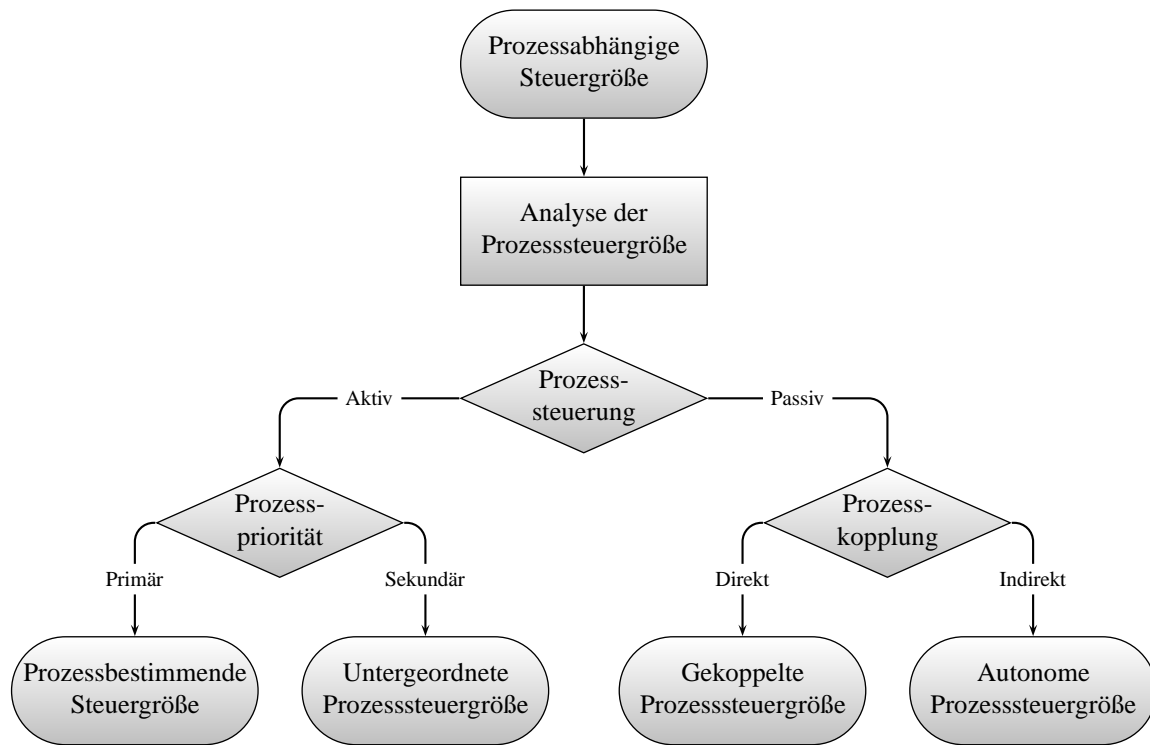 Prozessabhängige
Steuergröße
Analyse der
Prozesssteuergröße
Prozess-
steuerung
Aktiv
Passiv
Prozess-
priorität
Prozess-
kopplung
Primär
Sekundär
Direkt
Indirekt
Prozessbestimmende
Steuergröße
Untergeordnete
Prozesssteuergröße
Gekoppelte
Prozesssteuergröße
Autonome
Prozesssteuergröße